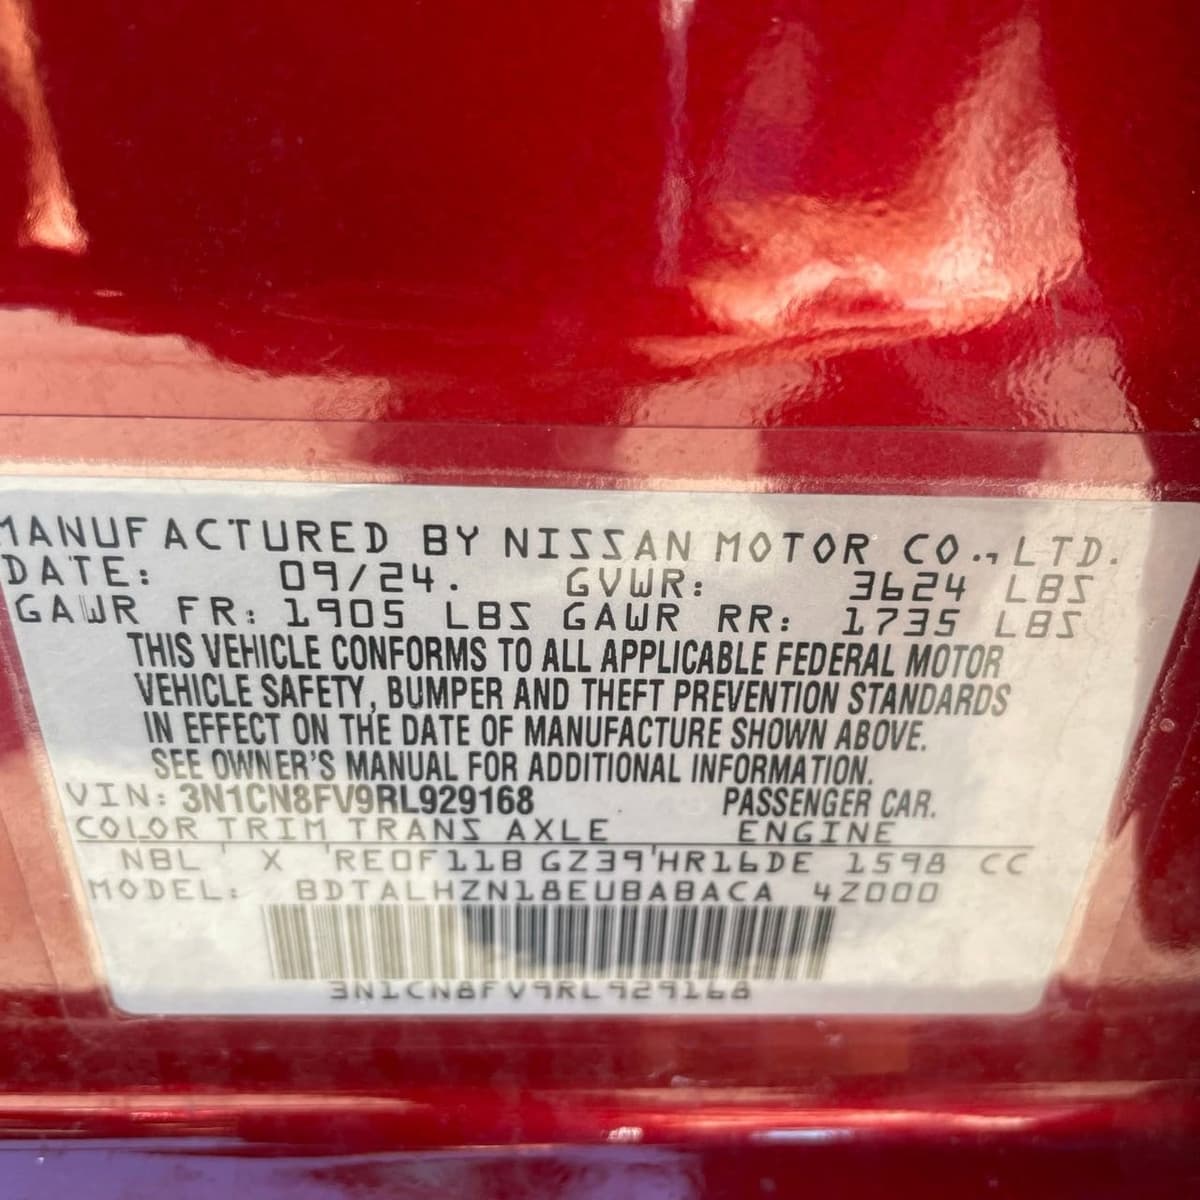 MANUFACTURED BY NISSAN MOTOR CO., LTD.
DATE: 09/24. GVWR: 3624 LBS
GAWR FR: 1905 LBS GAWR RR: 1735 LBS
THIS VEHICLE CONFORMS TO ALL APPLICABLE FEDERAL MOTOR
VEHICLE SAFETY, BUMPER AND THEFT PREVENTION STANDARDS
IN EFFECT ON THE DATE OF MANUFACTURE SHOWN ABOVE.
SEE OWNER'S MANUAL FOR ADDITIONAL INFORMATION.
VIN: 3N1CN8FV9RL929168 PASSENGER CAR.
COLOR TRIM TRANS AXLE ENGINE
NBL X RE0F11B GZ39 HR16DE 1598 CC
MODEL: BDTALHZN18EUBABACA 4Z000
3N1CN8FV9RL929168